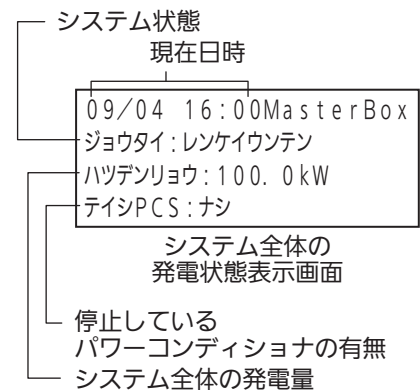 システム状態
現在日時
09/04 16:00MasterBox
ジョウタイ:レンケイウンテン
ハツデンリョウ:100.0kW
テイシPCS:ナシ
システム全体の
発電状態表示画面
停止している
パワーコンディショナの有無
システム全体の発電量